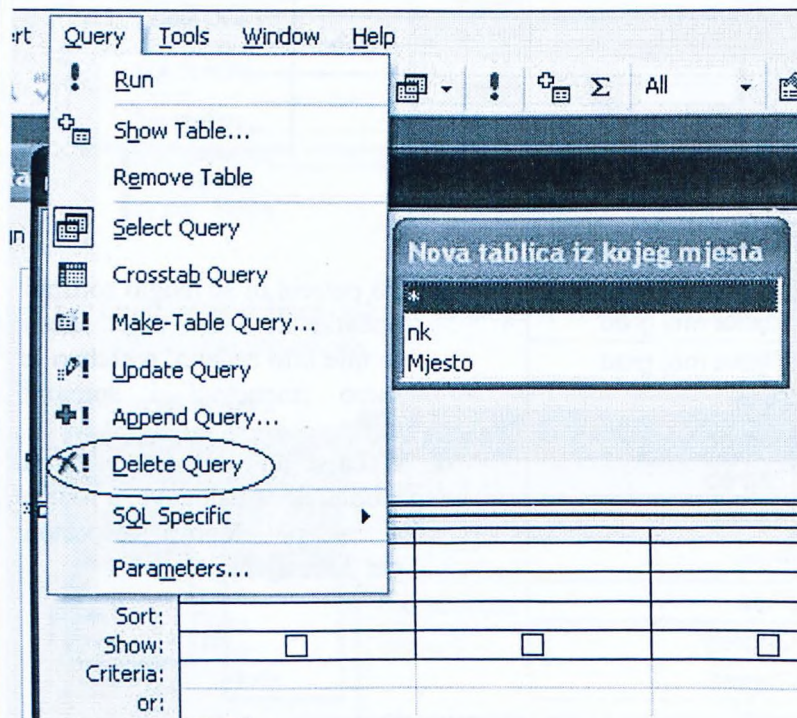 rt Query Tools Window Help
Run
All
Show Table...
Remove Table
Select Query
Crosstab Query
Make-Table Query...
Update Query
Append Query...
Delete Query
SQL Specific
Parameters...
Nova tablica iz kojeg mjesta
*
nk
Mjesto
Sort:
Show:
Criteria:
or: